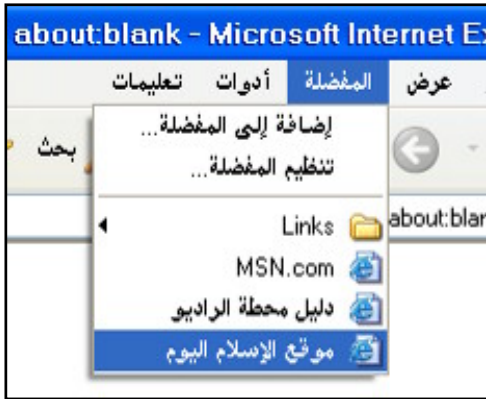 about:blank - Microsoft Internet Ex
عرض المفضلة أدوات تعليمات
إضافة إلى المفضلة...
بحث
تنظيم المفضلة...
about:blan
Links
MSN.com
دليل محطة الراديو
موقع الإسلام اليوم